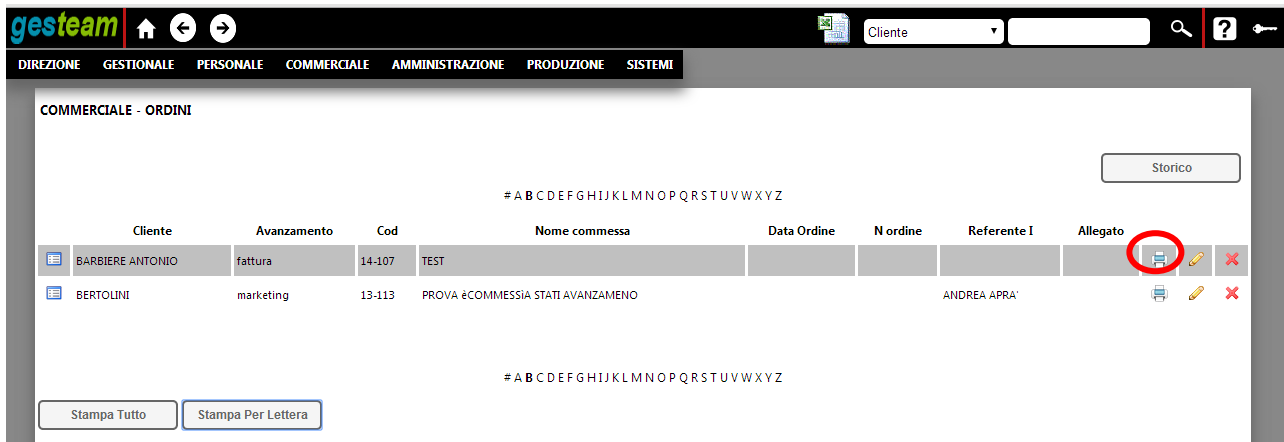 gesteam Cliente ?
DIREZIONE GESTIONALE PERSONALE COMMERCIALE AMMINISTRAZIONE PRODUZIONE SISTEMI
COMMERCIALE - ORDINI
Storico
# A B C D E F G H I J K L M N O P Q R S T U V W X Y Z
Cliente Avanzamento Cod Nome commessa Data Ordine N ordine Referente I Allegato
BARBIERE ANTONIO fattura 14-107 TEST
BERTOLINI marketing 13-113 PROVA èCOMMESSìA STATI AVANZAMENO ANDREA APRA'
# A B C D E F G H I J K L M N O P Q R S T U V W X Y Z
Stampa Tutto Stampa Per Lettera